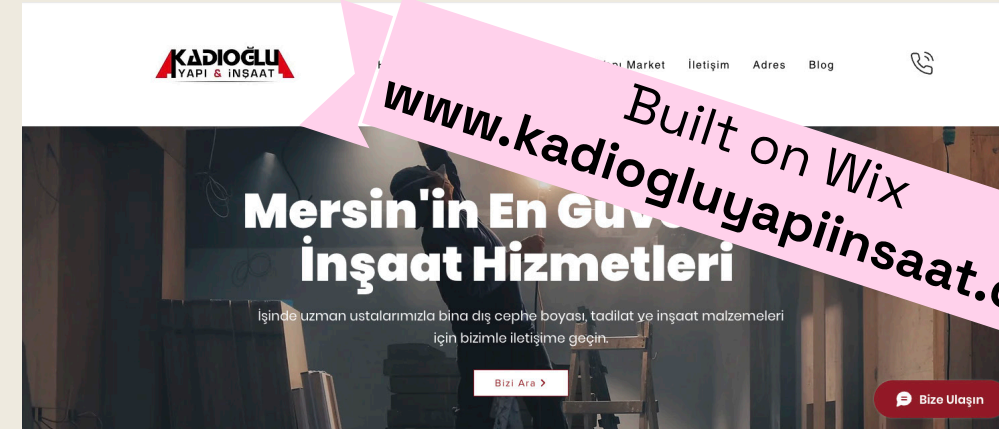 KADIOĞLU
YAPI & İNŞAAT
Market
İletişim
Adres
Blog
Built on Wix
www.kadiogluyapiinsaat.
Mersin'in En
İnşaat Hizmetleri
İşinde uzman ustalarımızla bina dış cephe boyası, tadilat ve inşaat malzemeleri
için bizimle iletişime geçin.
Bizi Ara
Bize Ulaşın